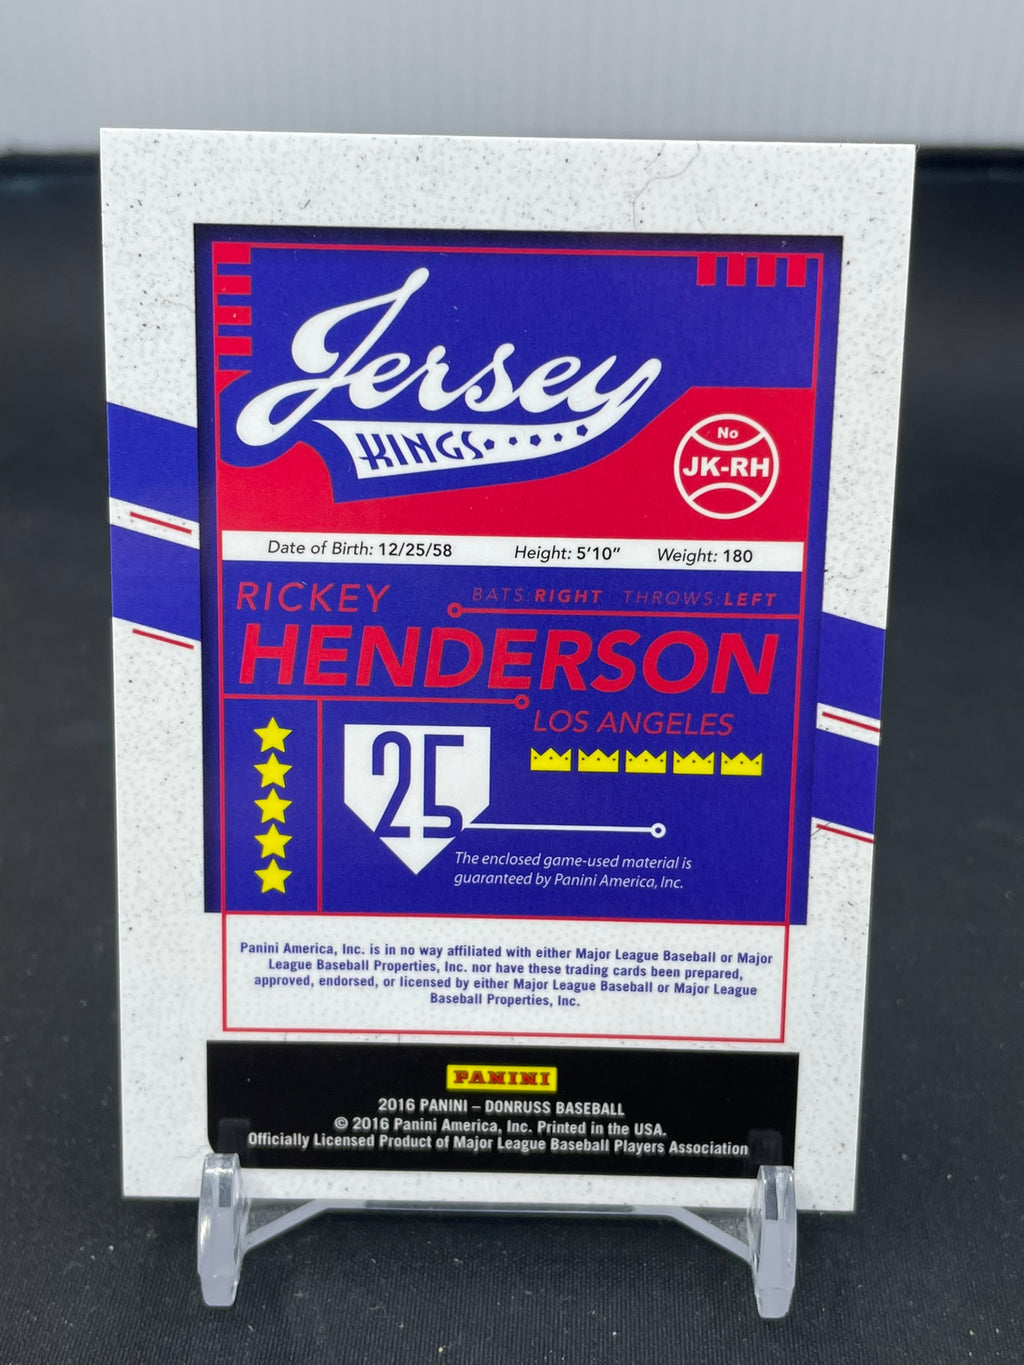 Jersey
KINGS
No
JK-RH
Date of Birth: 12/25/58 Height: 5'10" Weight: 180
RICKEY
BATS: RIGHT THROWS: LEFT
HENDERSON
LOS ANGELES
25
The enclosed game-used material is
guaranteed by Panini America, Inc.
Panini America, Inc. is in no way affiliated with either Major League Baseball or Major
League Baseball Properties, Inc. nor have these trading cards been prepared,
approved, endorsed, or licensed by either Major League Baseball or Major League
Baseball Properties, Inc.
PANINI
2016 PANINI – DONRUSS BASEBALL
© 2016 Panini America, Inc. Printed in the USA.
Officially Licensed Product of Major League Baseball Players Association